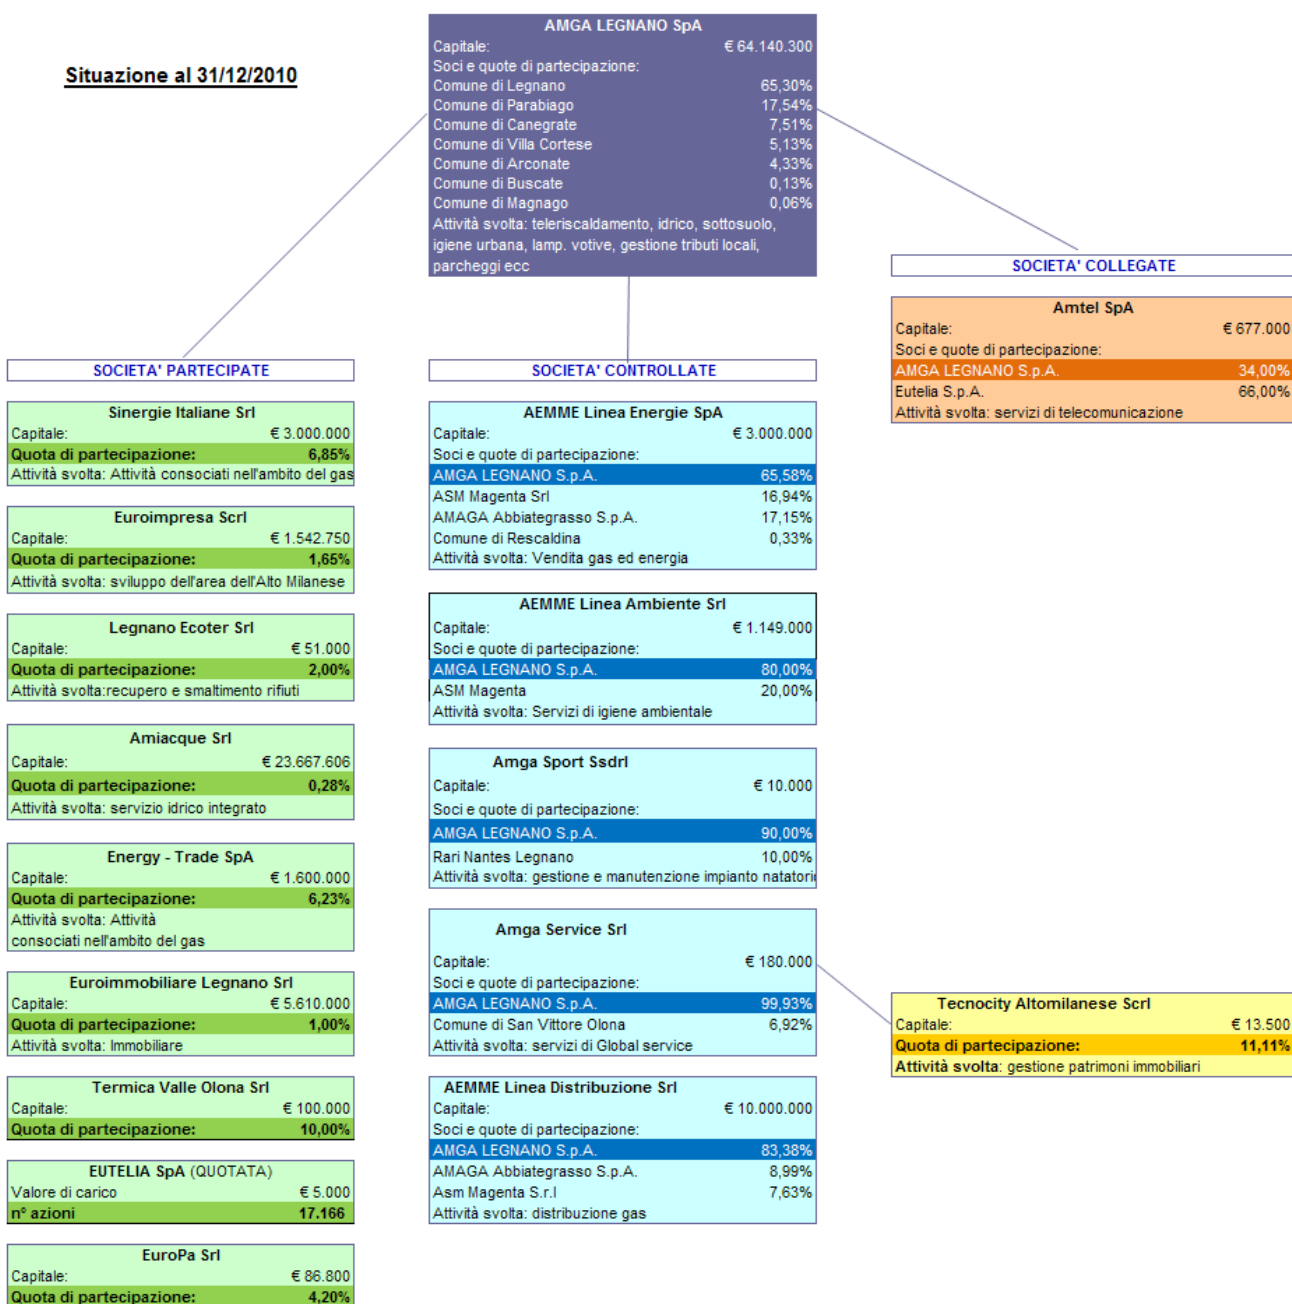 Situazione al 31/12/2010
AMGA LEGNANO SpA
Capitale: € 64.140.300
Soci e quote di partecipazione:
Comune di Legnano 65,30%
Comune di Parabiago 17,54%
Comune di Canegrate 7,51%
Comune di Villa Cortese 5,13%
Comune di Arconate 4,33%
Comune di Buscate 0,13%
Comune di Magnago 0,06%
Attività svolta: teleriscaldamento, idrico, sottosuolo,
igiene urbana, lamp. votive, gestione tributi locali,
parcheggi ecc
SOCIETA' PARTECIPATE
Sinergie Italiane Srl
Capitale: € 3.000.000
Quota di partecipazione: 6,85%
Attività svolta: Attività consociati nell'ambito del gas
Euroimpresa Scrl
Capitale: € 1.542.750
Quota di partecipazione: 1,65%
Attività svolta: sviluppo dell'area dell'Alto Milanese
Legnano Ecoter Srl
Capitale: € 51.000
Quota di partecipazione: 2,00%
Attività svolta:recupero e smaltimento rifiuti
Amiacque Srl
Capitale: € 23.667.606
Quota di partecipazione: 0,28%
Attività svolta: servizio idrico integrato
Energy - Trade SpA
Capitale: € 1.600.000
Quota di partecipazione: 6,23%
Attività svolta: Attività
consociati nell'ambito del gas
Euroimmobiliare Legnano Srl
Capitale: € 5.610.000
Quota di partecipazione: 1,00%
Attività svolta: Immobiliare
Termica Valle Olona Srl
Capitale: € 100.000
Quota di partecipazione: 10,00%
EUTELIA SpA (QUOTATA)
Valore di carico € 5.000
n° azioni 17.166
EuroPa Srl
Capitale: € 86.800
Quota di partecipazione: 4,20%
SOCIETA' CONTROLLATE
AEMME Linea Energie SpA
Capitale: € 3.000.000
Soci e quote di partecipazione:
AMGA LEGNANO S.p.A. 65,58%
ASM Magenta Srl 16,94%
AMAGA Abbiategrasso S.p.A. 17,15%
Comune di Rescaldina 0,33%
Attività svolta: Vendita gas ed energia
AEMME Linea Ambiente Srl
Capitale: € 1.149.000
Soci e quote di partecipazione:
AMGA LEGNANO S.p.A. 80,00%
ASM Magenta 20,00%
Attività svolta: Servizi di igiene ambientale
Amga Sport Ssdrl
Capitale: € 10.000
Soci e quote di partecipazione:
AMGA LEGNANO S.p.A. 90,00%
Rari Nantes Legnano 10,00%
Attività svolta: gestione e manutenzione impianto natatori
Amga Service Srl
Capitale: € 180.000
Soci e quote di partecipazione:
AMGA LEGNANO S.p.A. 99,93%
Comune di San Vittore Olona 6,92%
Attività svolta: servizi di Global service
AEMME Linea Distribuzione Srl
Capitale: € 10.000.000
Soci e quote di partecipazione:
AMGA LEGNANO S.p.A. 83,38%
AMAGA Abbiategrasso S.p.A. 8,99%
Asm Magenta S.r.l 7,63%
Attività svolta: distribuzione gas
SOCIETA' COLLEGATE
Amtel SpA
Capitale: € 677.000
Soci e quote di partecipazione:
AMGA LEGNANO S.p.A. 34,00%
Eutelia S.p.A. 66,00%
Attività svolta: servizi di telecomunicazione
Tecnocity Altomilanese Scrl
Capitale: € 13.500
Quota di partecipazione: 11,11%
Attività svolta: gestione patrimoni immobiliari